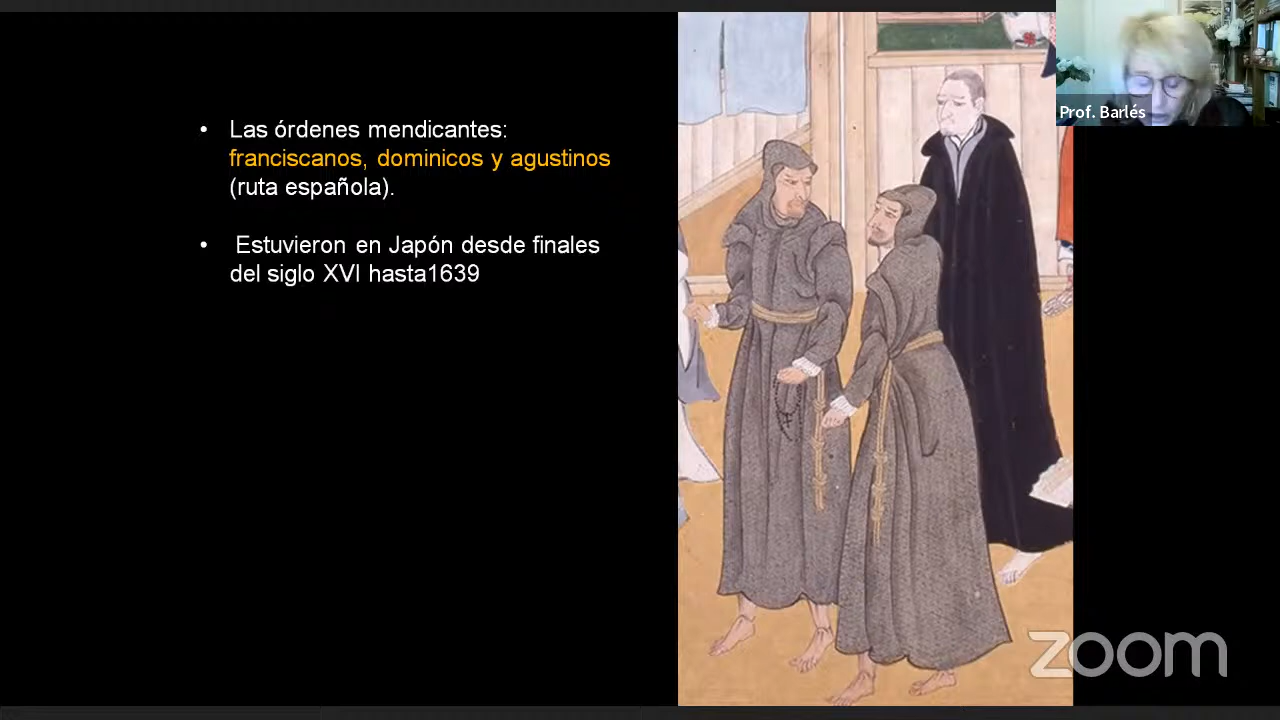 • Las órdenes mendicantes:
franciscanos, dominicos y agustinos
(ruta española).
• Estuvieron en Japón desde finales
del siglo XVI hasta1639
Prof. Barlés
zoom